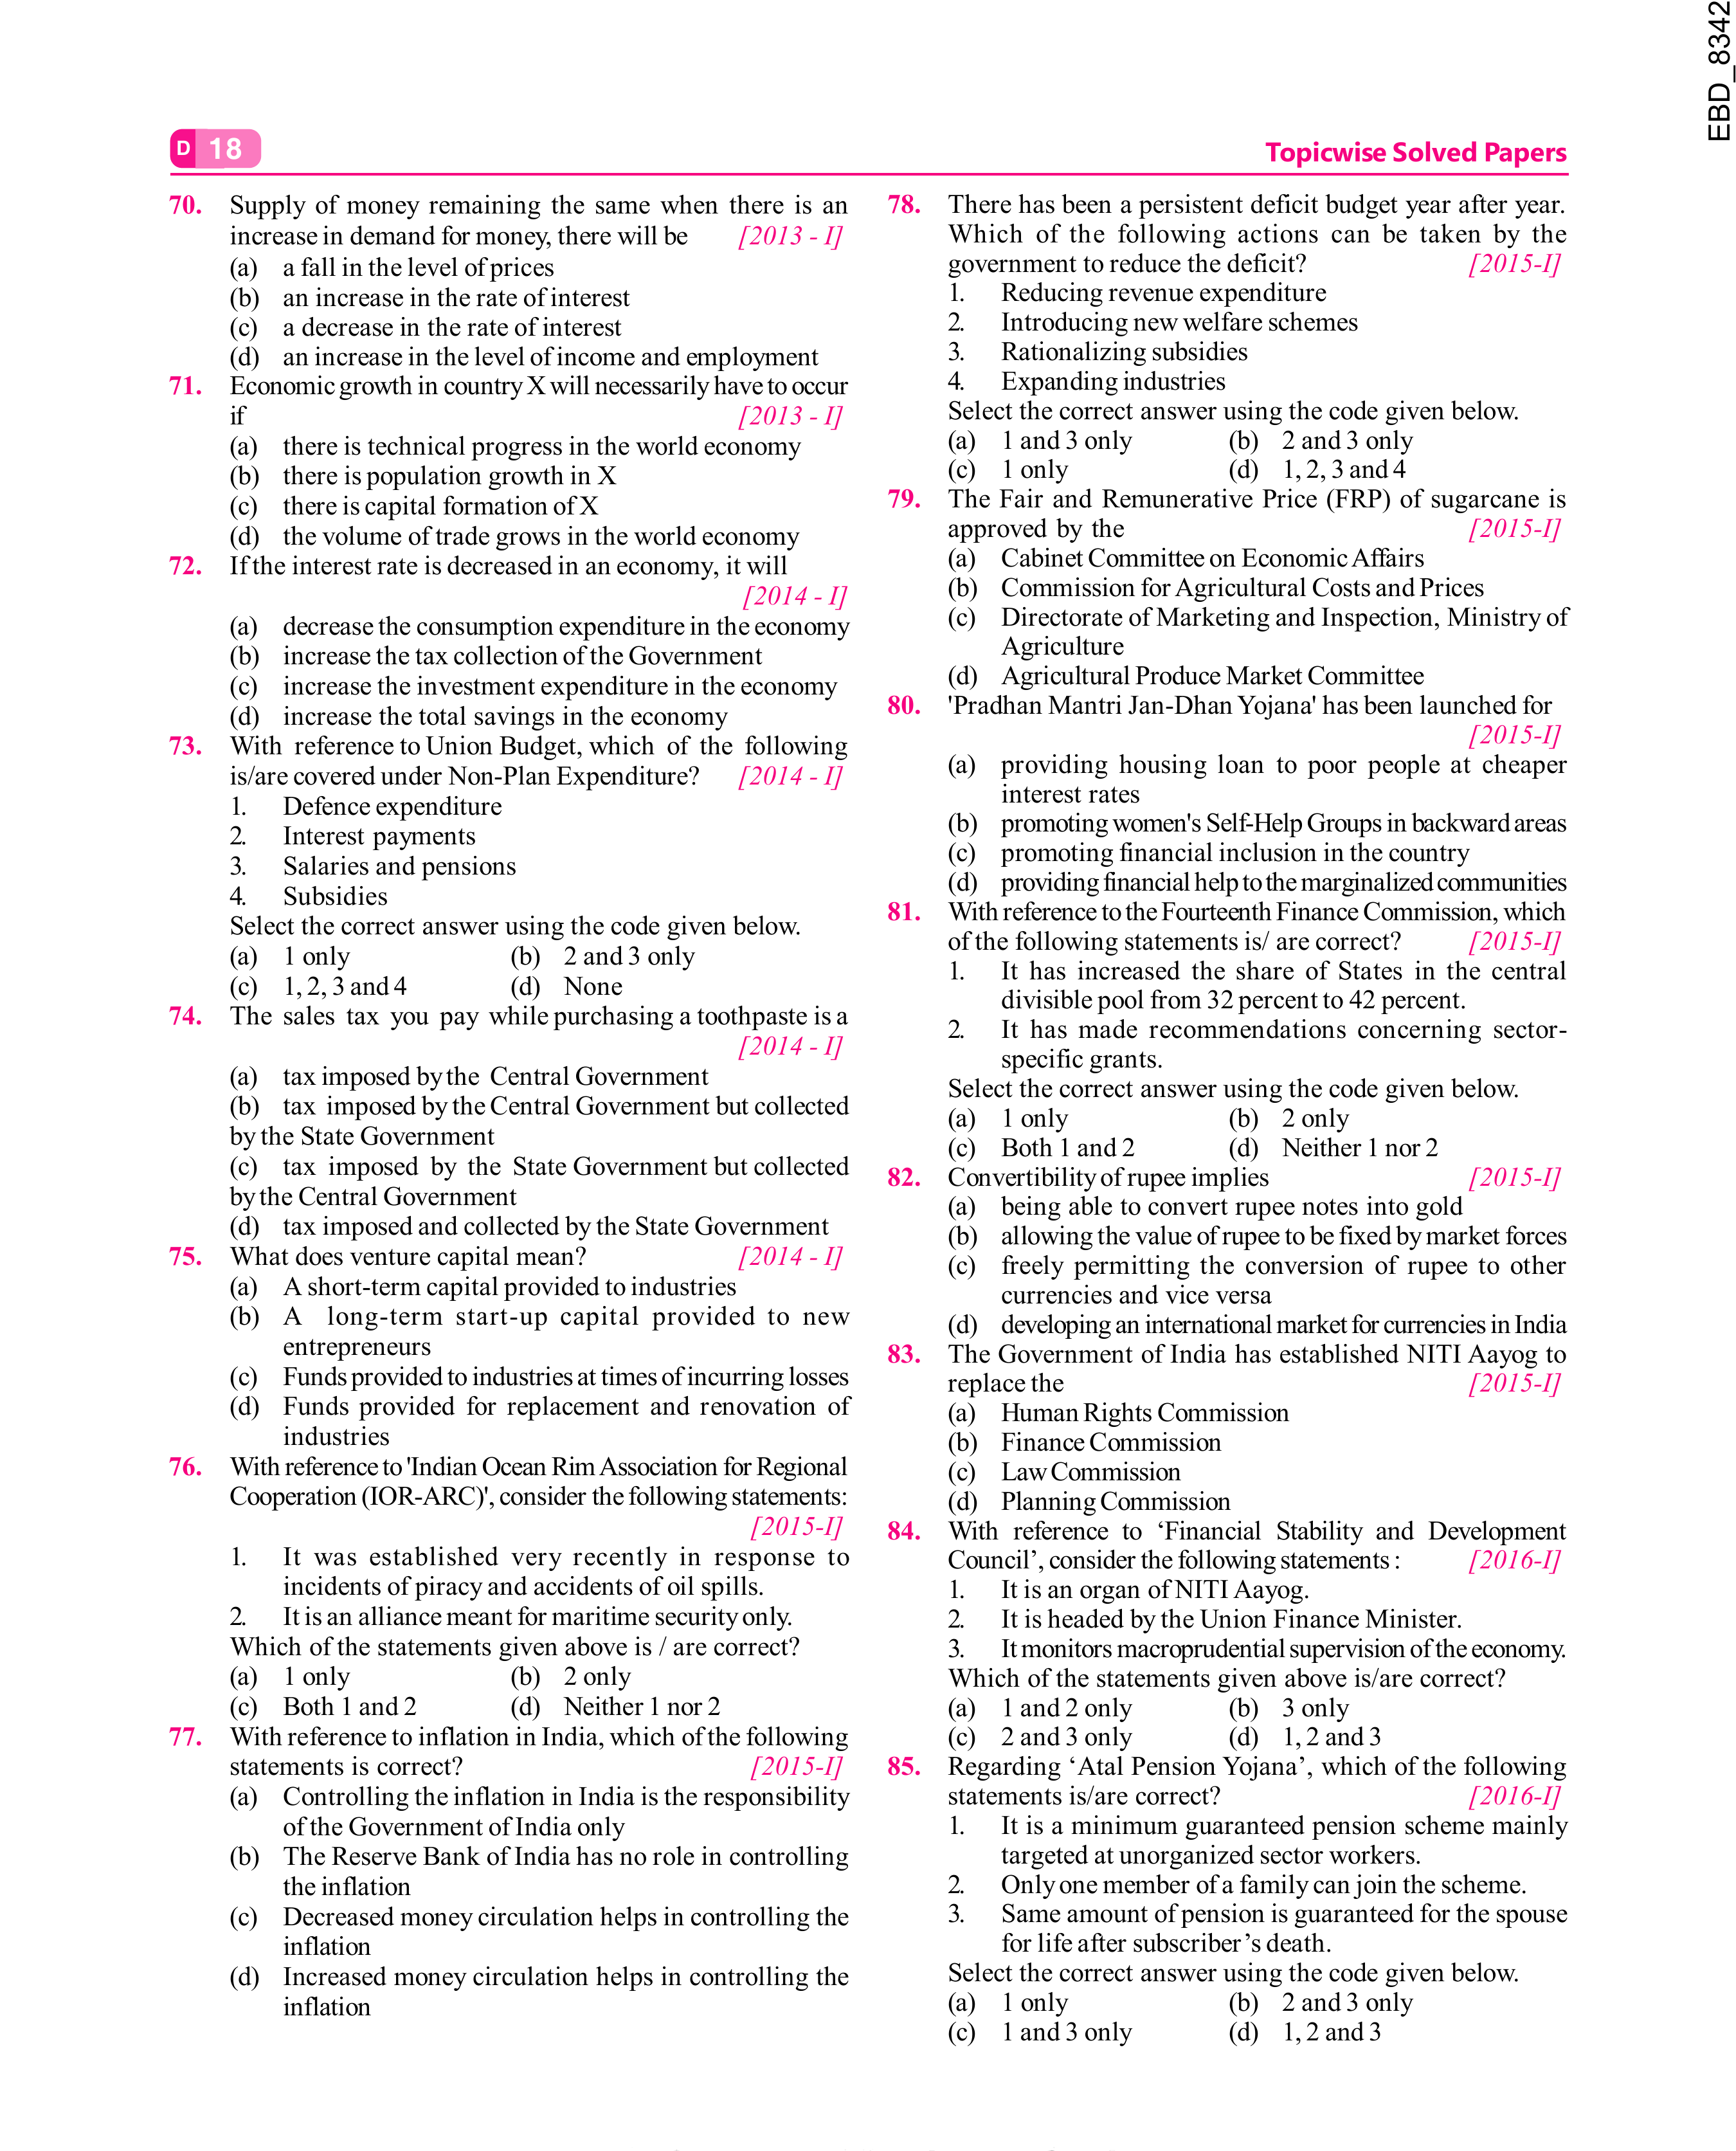 EBD_8342
D 18
Topicwise Solved Papers
70. Supply of money remaining the same when there is an
increase in demand for money, there will be [2013 - I]
(a) a fall in the level of prices
(b) an increase in the rate of interest
(c) a decrease in the rate of interest
(d) an increase in the level of income and employment
71. Economic growth in country X will necessarily have to occur
if [2013 - I]
(a) there is technical progress in the world economy
(b) there is population growth in X
(c) there is capital formation of X
(d) the volume of trade grows in the world economy
72. If the interest rate is decreased in an economy, it will
[2014 - I]
(a) decrease the consumption expenditure in the economy
(b) increase the tax collection of the Government
(c) increase the investment expenditure in the economy
(d) increase the total savings in the economy
73. With reference to Union Budget, which of the following
is/are covered under Non-Plan Expenditure? [2014 - I]
1. Defence expenditure
2. Interest payments
3. Salaries and pensions
4. Subsidies
Select the correct answer using the code given below.
(a) 1 only (b) 2 and 3 only
(c) 1, 2, 3 and 4 (d) None
74. The sales tax you pay while purchasing a toothpaste is a
[2014 - I]
(a) tax imposed by the Central Government
(b) tax imposed by the Central Government but collected
by the State Government
(c) tax imposed by the State Government but collected
by the Central Government
(d) tax imposed and collected by the State Government
75. What does venture capital mean? [2014 - I]
(a) A short-term capital provided to industries
(b) A long-term start-up capital provided to new
entrepreneurs
(c) Funds provided to industries at times of incurring losses
(d) Funds provided for replacement and renovation of
industries
76. With reference to 'Indian Ocean Rim Association for Regional
Cooperation (IOR-ARC)', consider the following statements:
[2015-I]
1. It was established very recently in response to
incidents of piracy and accidents of oil spills.
2. It is an alliance meant for maritime security only.
Which of the statements given above is / are correct?
(a) 1 only (b) 2 only
(c) Both 1 and 2 (d) Neither 1 nor 2
77. With reference to inflation in India, which of the following
statements is correct? [2015-I]
(a) Controlling the inflation in India is the responsibility
of the Government of India only
(b) The Reserve Bank of India has no role in controlling
the inflation
(c) Decreased money circulation helps in controlling the
inflation
(d) Increased money circulation helps in controlling the
inflation
78. There has been a persistent deficit budget year after year.
Which of the following actions can be taken by the
government to reduce the deficit? [2015-I]
1. Reducing revenue expenditure
2. Introducing new welfare schemes
3. Rationalizing subsidies
4. Expanding industries
Select the correct answer using the code given below.
(a) 1 and 3 only (b) 2 and 3 only
(c) 1 only (d) 1, 2, 3 and 4
79. The Fair and Remunerative Price (FRP) of sugarcane is
approved by the [2015-I]
(a) Cabinet Committee on Economic Affairs
(b) Commission for Agricultural Costs and Prices
(c) Directorate of Marketing and Inspection, Ministry of
Agriculture
(d) Agricultural Produce Market Committee
80. 'Pradhan Mantri Jan-Dhan Yojana' has been launched for
[2015-I]
(a) providing housing loan to poor people at cheaper
interest rates
(b) promoting women's Self-Help Groups in backward areas
(c) promoting financial inclusion in the country
(d) providing financial help to the marginalized communities
81. With reference to the Fourteenth Finance Commission, which
of the following statements is/ are correct? [2015-I]
1. It has increased the share of States in the central
divisible pool from 32 percent to 42 percent.
2. It has made recommendations concerning sector-
specific grants.
Select the correct answer using the code given below.
(a) 1 only (b) 2 only
(c) Both 1 and 2 (d) Neither 1 nor 2
82. Convertibility of rupee implies [2015-I]
(a) being able to convert rupee notes into gold
(b) allowing the value of rupee to be fixed by market forces
(c) freely permitting the conversion of rupee to other
currencies and vice versa
(d) developing an international market for currencies in India
83. The Government of India has established NITI Aayog to
replace the [2015-I]
(a) Human Rights Commission
(b) Finance Commission
(c) Law Commission
(d) Planning Commission
84. With reference to ‘Financial Stability and Development
Council’, consider the following statements : [2016-I]
1. It is an organ of NITI Aayog.
2. It is headed by the Union Finance Minister.
3. It monitors macroprudential supervision of the economy.
Which of the statements given above is/are correct?
(a) 1 and 2 only (b) 3 only
(c) 2 and 3 only (d) 1, 2 and 3
85. Regarding ‘Atal Pension Yojana’, which of the following
statements is/are correct? [2016-I]
1. It is a minimum guaranteed pension scheme mainly
targeted at unorganized sector workers.
2. Only one member of a family can join the scheme.
3. Same amount of pension is guaranteed for the spouse
for life after subscriber’s death.
Select the correct answer using the code given below.
(a) 1 only (b) 2 and 3 only
(c) 1 and 3 only (d) 1, 2 and 3